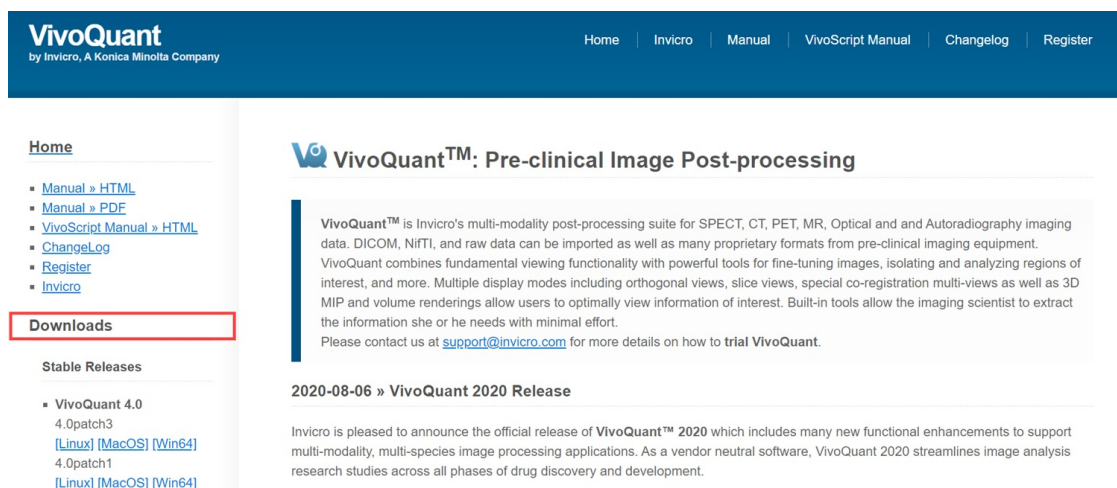 VivoQuant
by Invicro, A Konica Minolta Company
Home
Invicro
Manual
VivoScript Manual
Changelog
Register
Home
Manual » HTML
Manual » PDF
VivoScript Manual » HTML
ChangeLog
Register
Invicro
Downloads
Stable Releases
VivoQuant 4.0
4.0patch3
[Linux] [MacOS] [Win64]
4.0patch1
[Linux] [MacOS] [Win64]
VivoQuant™: Pre-clinical Image Post-processing
VivoQuant™ is Invicro's multi-modality post-processing suite for SPECT, CT, PET, MR, Optical and and Autoradiography imaging
data. DICOM, NifTI, and raw data can be imported as well as many proprietary formats from pre-clinical imaging equipment.
VivoQuant combines fundamental viewing functionality with powerful tools for fine-tuning images, isolating and analyzing regions of
interest, and more. Multiple display modes including orthogonal views, slice views, special co-registration multi-views as well as 3D
MIP and volume renderings allow users to optimally view information of interest. Built-in tools allow the imaging scientist to extract
the information she or he needs with minimal effort.
Please contact us at support@invicro.com for more details on how to trial VivoQuant.
2020-08-06 » VivoQuant 2020 Release
Invicro is pleased to announce the official release of VivoQuant™ 2020 which includes many new functional enhancements to support
multi-modality, multi-species image processing applications. As a vendor neutral software, VivoQuant 2020 streamlines image analysis
research studies across all phases of drug discovery and development.